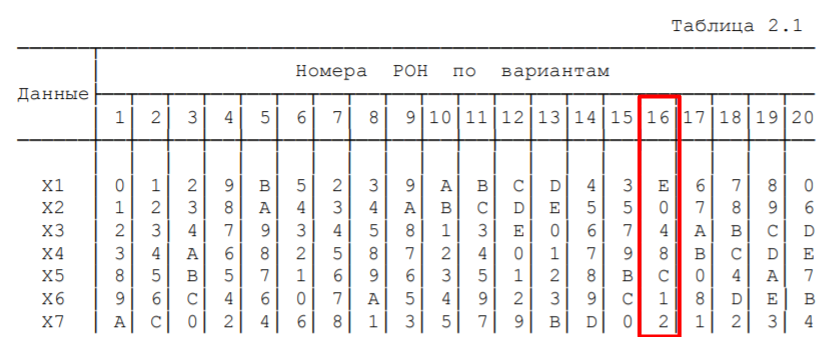 Таблица 2.1
Номера РОН по вариантам
Данные
1 2 3 4 5 6 7 8 9 10 11 12 13 14 15 16 17 18 19 20
X1 0 1 2 9 B 5 2 3 9 A B C D 4 3 E 6 7 8 0
X2 1 2 3 8 A 4 3 4 A B C D E 5 5 0 7 8 9 6
X3 2 3 4 7 9 3 4 5 8 1 3 E 0 6 7 4 A B C D
X4 3 4 A 6 8 2 5 8 7 2 4 0 1 7 9 8 B C D E
X5 8 5 B 5 7 1 6 9 6 3 5 1 2 8 B C 0 4 A 7
X6 9 6 C 4 6 0 7 A 5 4 9 2 3 9 C 1 8 D E B
X7 A C 0 2 4 6 8 1 3 5 7 9 B D 0 2 1 2 3 4